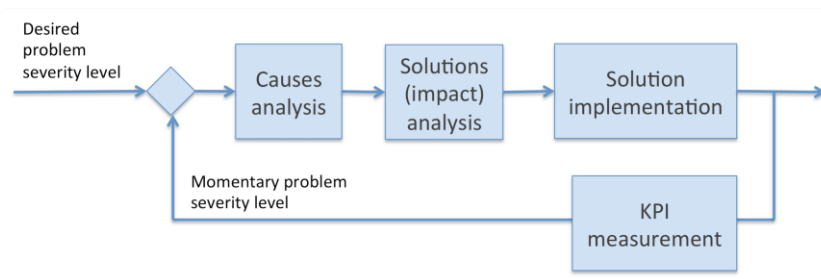 Desired
problem
severity level
Causes
analysis
Solutions
(impact)
analysis
Solution
implementation
Momentary problem
severity level
KPI
measurement